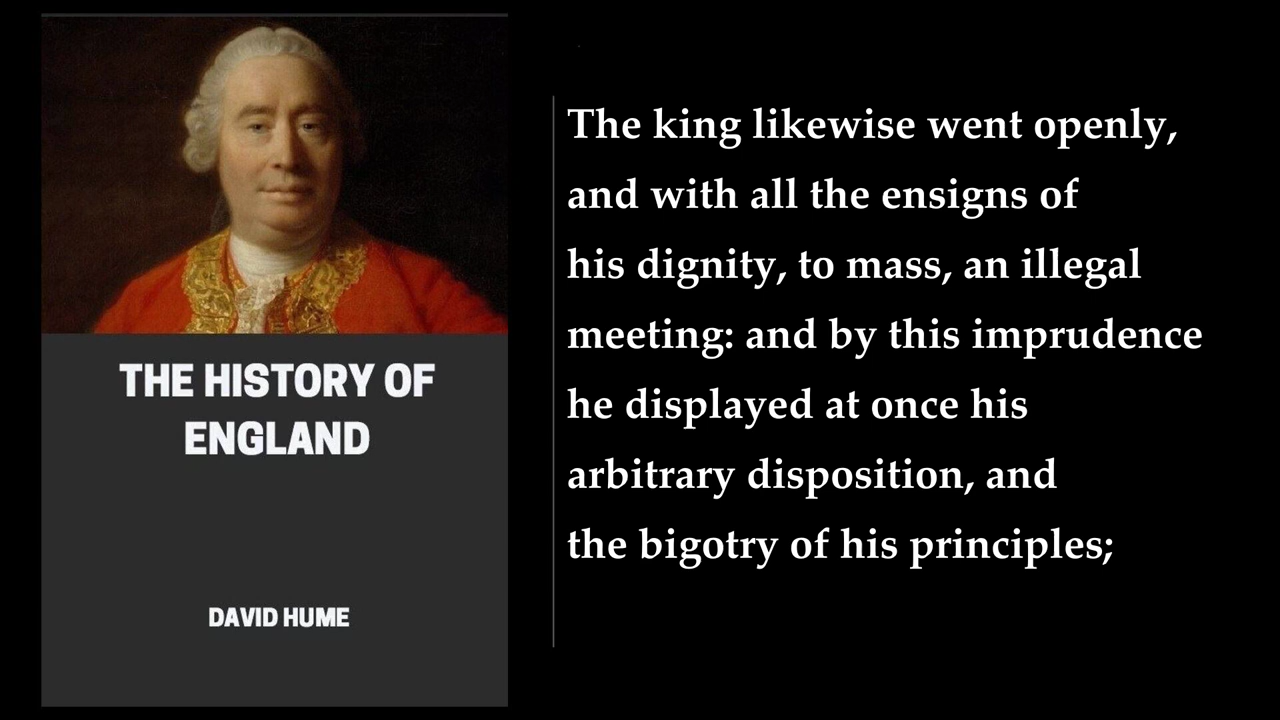 THE HISTORY OF
ENGLAND
DAVID HUME
The king likewise went openly,
and with all the ensigns of
his dignity, to mass, an illegal
meeting: and by this imprudence
he displayed at once his
arbitrary disposition, and
the bigotry of his principles;